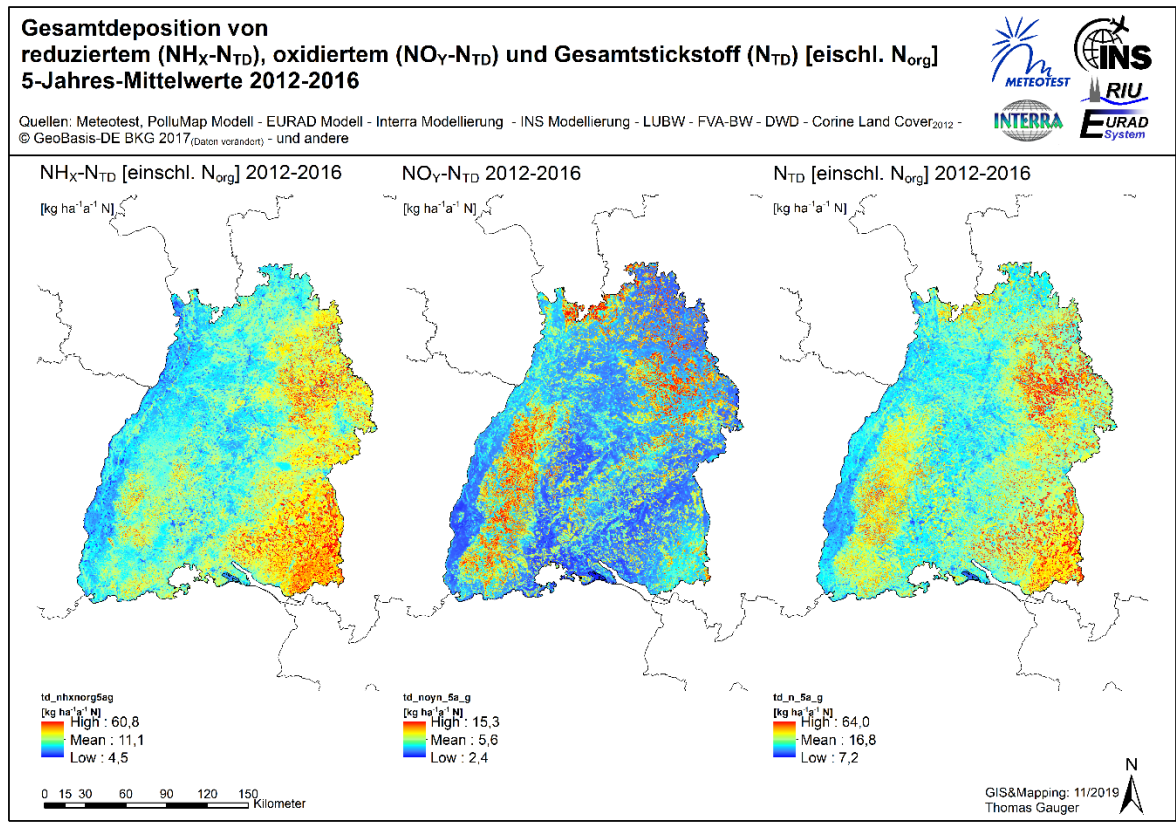 Gesamtdeposition von
reduziertem (NHX-NTD), oxidiertem (NOY-NTD) und Gesamtstickstoff (NTD) [eischl. Norg]
5-Jahres-Mittelwerte 2012-2016
METEOTEST
INS
INTERRA
RIU
EURAD
System
Quellen: Meteotest, PolluMap Modell - EURAD Modell - Interra Modellierung - INS Modellierung - LUBW - FVA-BW - DWD - Corine Land Cover2012 -
© GeoBasis-DE BKG 2017(Daten verändert) - und andere
NHX-NTD [einschl. Norg] 2012-2016
[kg ha-1a-1 N]
NOY-NTD 2012-2016
[kg ha-1a-1 N]
NTD [einschl. Norg] 2012-2016
[kg ha-1a-1 N]
td_nhxnorg5ag
[kg ha-1a-1 N]
High : 60,8
Mean : 11,1
Low : 4,5
td_noyn_5a_g
[kg ha-1a-1 N]
High : 15,3
Mean : 5,6
Low : 2,4
td_n_5a_g
[kg ha-1a-1 N]
High : 64,0
Mean : 16,8
Low : 7,2
0 15 30 60 90 120 150
Kilometer
N
GIS&Mapping: 11/2019
Thomas Gauger